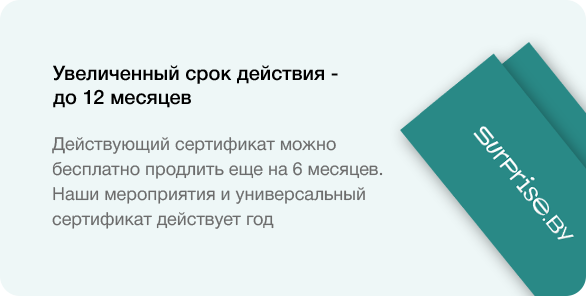 Увеличенный срок действия -
до 12 месяцев
Действующий сертификат можно
бесплатно продлить еще на 6 месяцев.
Наши мероприятия и универсальный
сертификат действует год
surprise.by